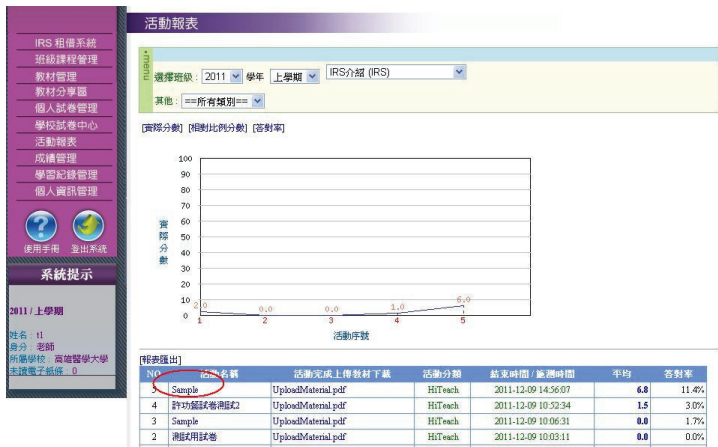 活動報表
IRS 租借系統
班級課程管理
教材管理
教材分享區
個人試卷管理
學校試卷中心
活動報表
成績管理
學習紀錄管理
個人資訊管理
使用手冊 登出系統
系統提示
2011 / 上學期
姓名：t1
身分：老師
所屬學校：高雄醫學大學
未讀電子紙條：0
menu
選擇班級：2011 學年 上學期 IRS介紹 (IRS)
其他：==所有類別==
[實際分數] [相對比例分數] [答對率]
實際分數
100
90
80
70
60
50
40
30
20
10
0
2.0 0.0 0.0 1.0 6.0
1 2 3 4 5
活動序號
[報表匯出]
NO 活動名稱 活動完成上傳教材下載 活動分類 結束時間 / 施測時間 平均 答對率
5 Sample UploadMaterial.pdf HiTeach 2011-12-09 14:56:07 6.8 11.4%
4 許功蓋試卷測試2 UploadMaterial.pdf HiTeach 2011-12-09 10:52:34 1.5 3.0%
3 Sample UploadMaterial.pdf HiTeach 2011-12-09 10:06:31 0.0 1.7%
2 測試用試卷 UploadMaterial.pdf HiTeach 2011-12-09 10:03:11 0.0 0.0%